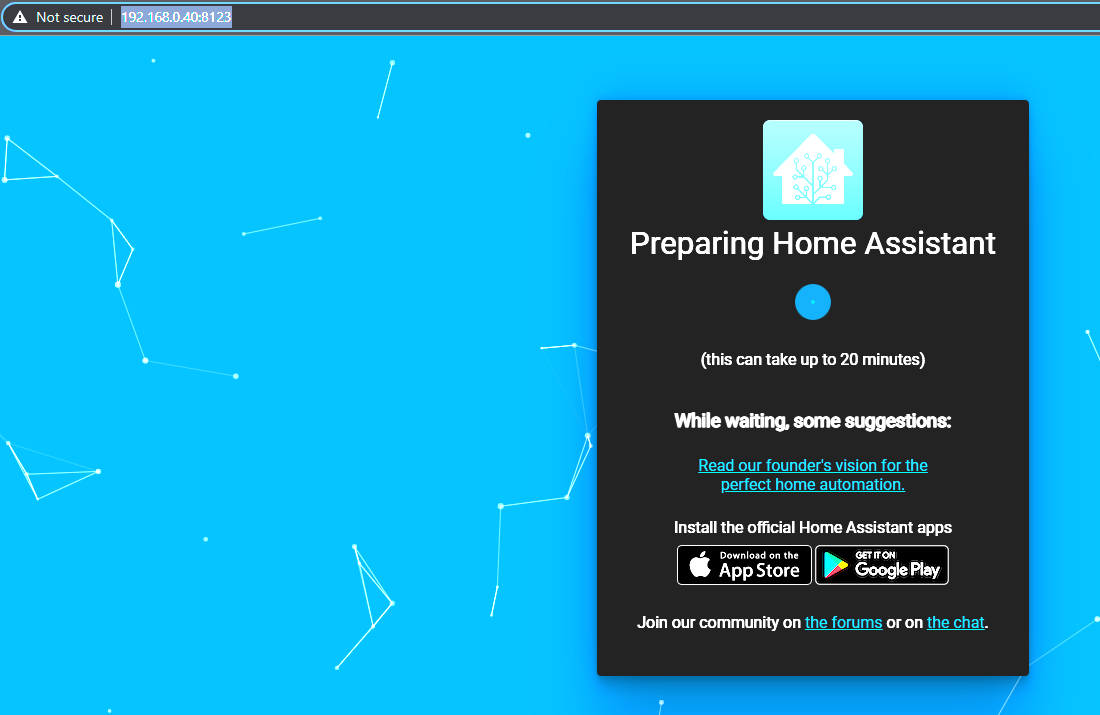 Not secure | 192.168.0.40:8123
Preparing Home Assistant
(this can take up to 20 minutes)
While waiting, some suggestions:
Read our founder's vision for the
perfect home automation.
Install the official Home Assistant apps
Download on the
App Store
GET IT ON
Google Play
Join our community on the forums or on the chat.